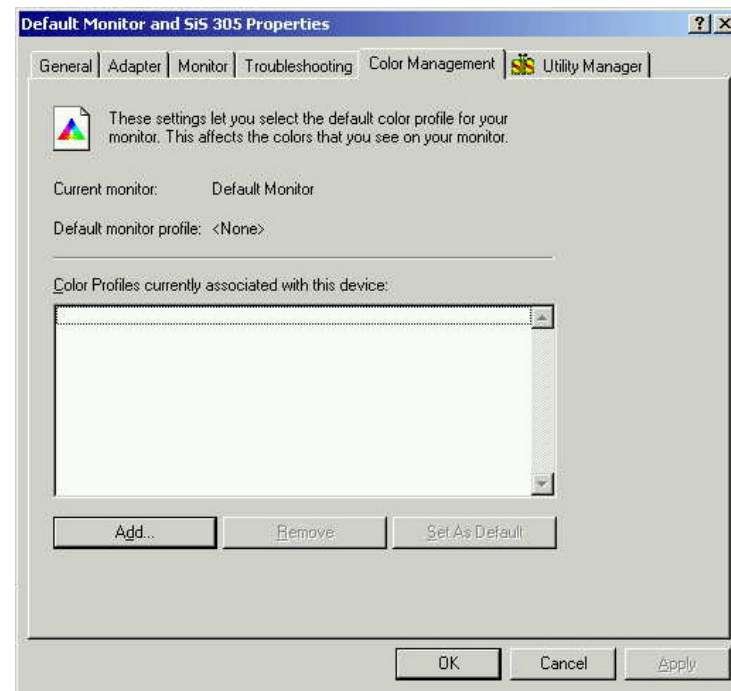 Default Monitor and SiS 305 Properties ? ×
General Adapter Monitor Troubleshooting Color Management SiS Utility Manager
These settings let you select the default color profile for your
monitor. This affects the colors that you see on your monitor.
Current monitor: Default Monitor
Default monitor profile: <None>
Color Profiles currently associated with this device:
Add... Remove Set As Default
OK Cancel Apply